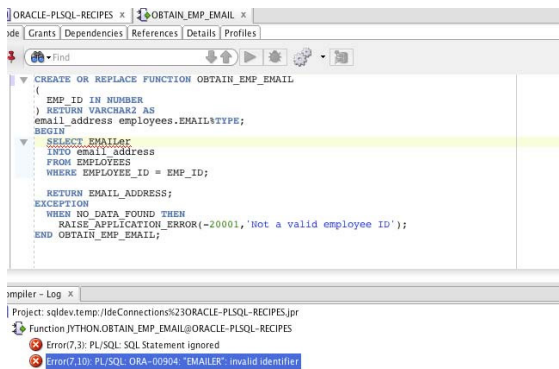 ORACLE-PLSQL-RECIPES x OBTAIN_EMP_EMAIL x
Grants Dependencies References Details Profiles
Find
CREATE OR REPLACE FUNCTION OBTAIN_EMP_EMAIL
(
EMP_ID IN NUMBER
) RETURN VARCHAR2 AS
email_address employees.EMAIL%TYPE;
BEGIN
SELECT EMAILer
INTO email_address
FROM EMPLOYEES
WHERE EMPLOYEE_ID = EMP_ID;
RETURN EMAIL_ADDRESS;
EXCEPTION
WHEN NO_DATA_FOUND THEN
RAISE_APPLICATION_ERROR(-20001,'Not a valid employee ID');
END OBTAIN_EMP_EMAIL;
ompiler - Log x
Project: sqldev.temp:/IdeConnections%23ORACLE-PLSQL-RECIPES.jpr
Function JYTHON.OBTAIN_EMP_EMAIL@ORACLE-PLSQL-RECIPES
Error(7,3): PL/SQL: SQL Statement ignored
Error(7,10): PL/SQL: ORA-00904: "EMAILER": invalid identifier